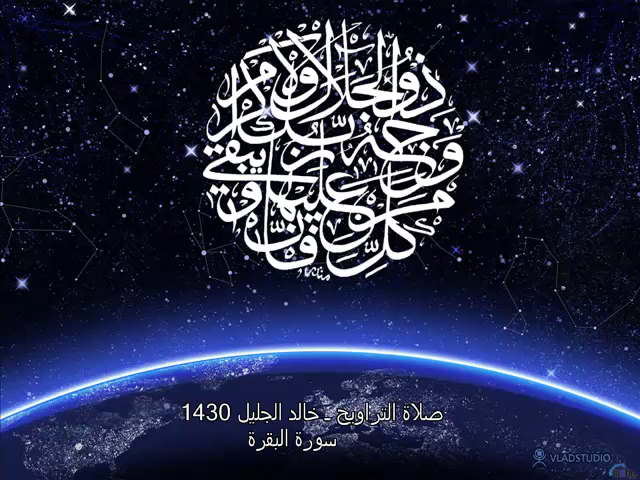 كل من عليها فان ويبقى وجه ربك ذو الجلال والإكرام
صلاة التراويح - خالد الجليل 1430
سورة البقرة
VLADSTUDIO